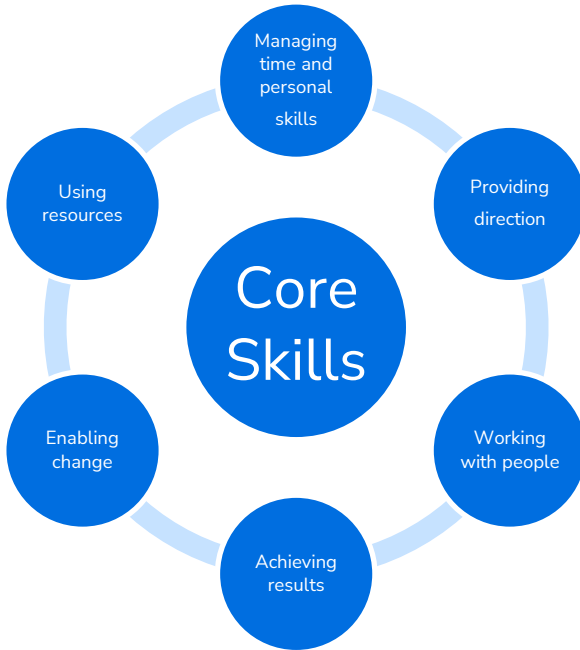 Managing
time and
personal
skills
Providing
direction
Using
resources
Core
Skills
Enabling
change
Working
with people
Achieving
results